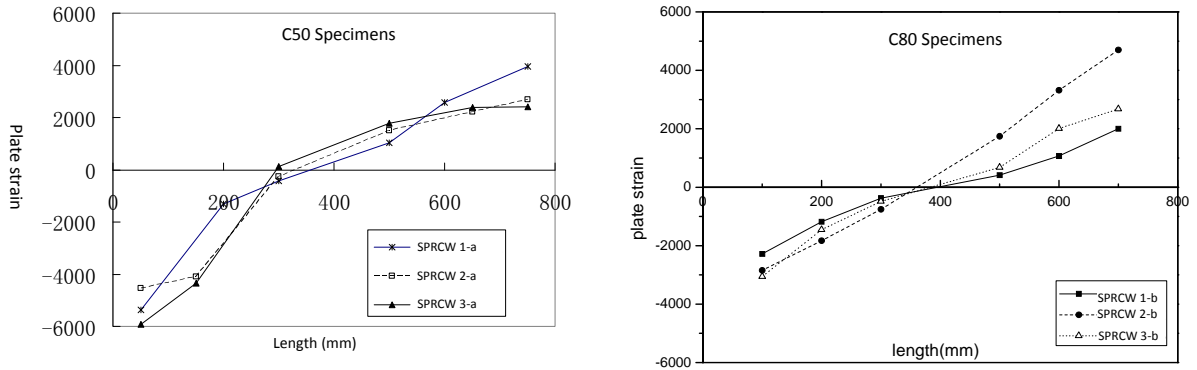 6000
C50 Specimens
4000
2000
0
0 200 400 600 800
-2000
-4000
-6000
Plate strain
Length (mm)
SPRCW 1-a
SPRCW 2-a
SPRCW 3-a
6000
C80 Specimens
4000
2000
0
0 200 400 600 800
-2000
-4000
-6000
plate strain
length(mm)
SPRCW 1-b
SPRCW 2-b
SPRCW 3-b